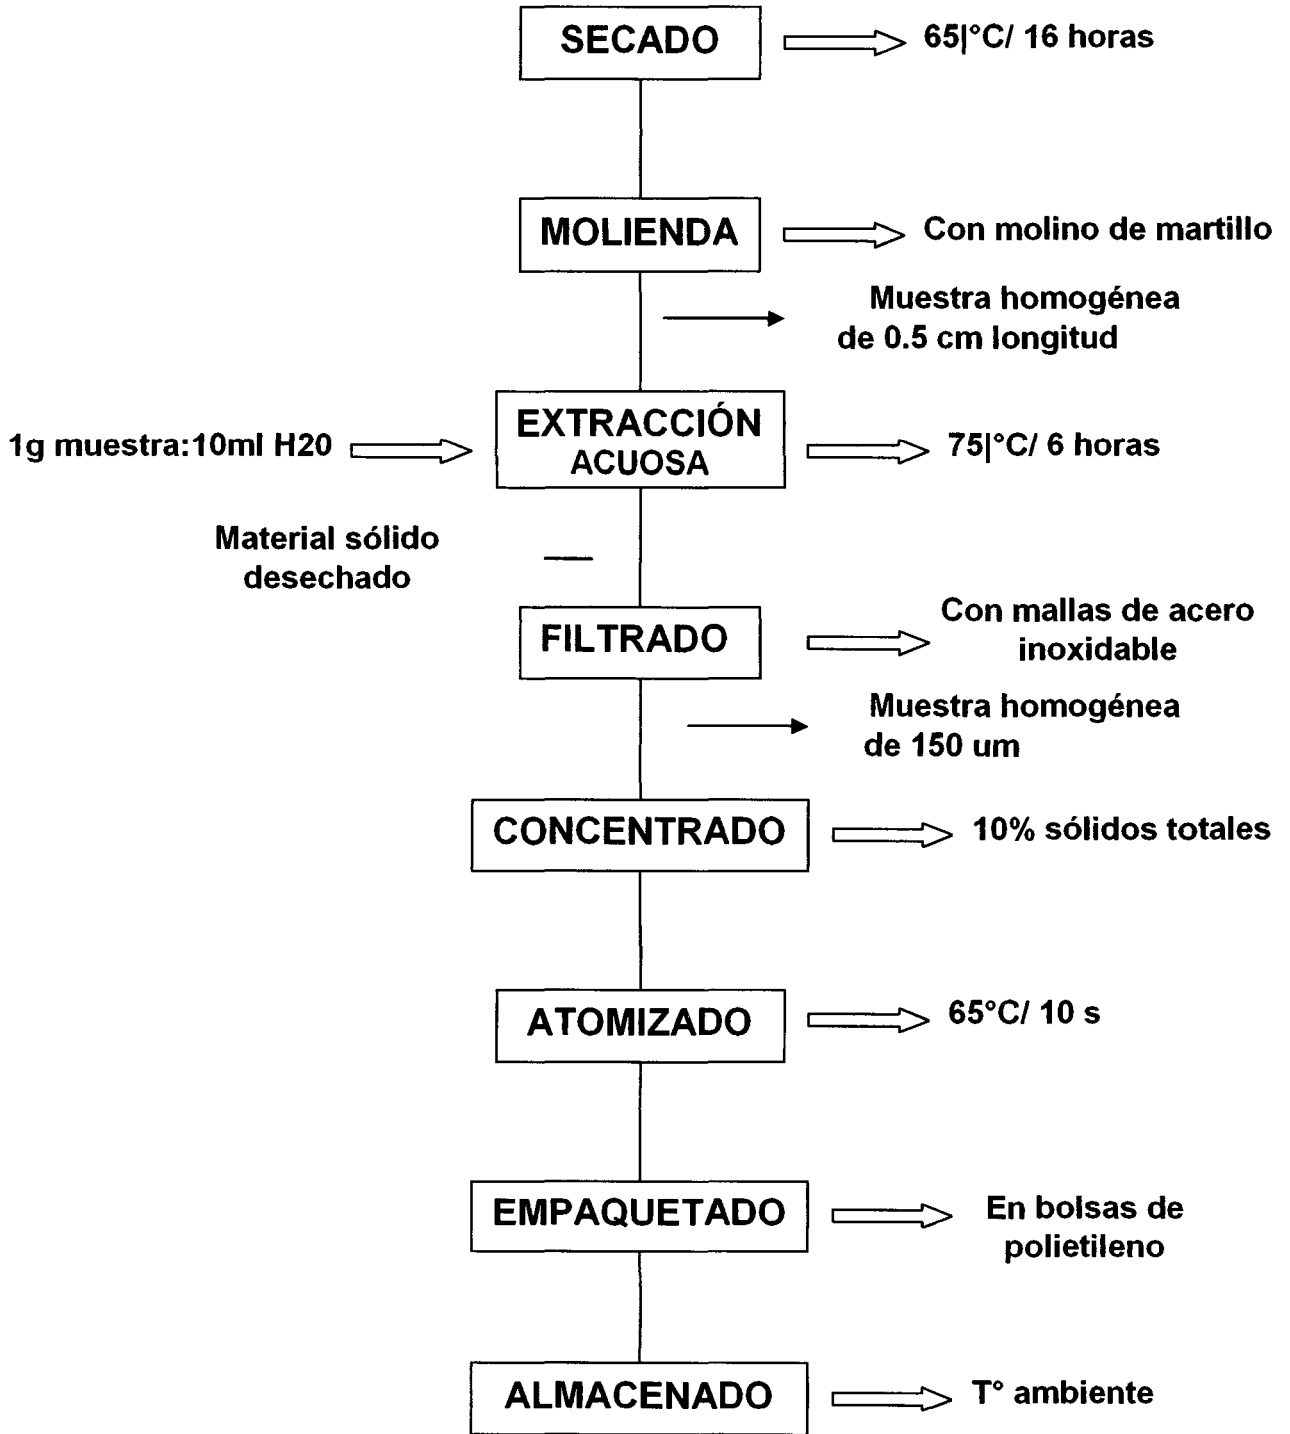 SECADO
65|°C/ 16 horas
MOLIENDA
Con molino de martillo
Muestra homogénea
de 0.5 cm longitud
1g muestra:10ml H20
EXTRACCIÓN
ACUOSA
75|°C/ 6 horas
Material sólido
desechado
FILTRADO
Con mallas de acero
inoxidable
Muestra homogénea
de 150 um
CONCENTRADO
10% sólidos totales
ATOMIZADO
65°C/ 10 s
EMPAQUETADO
En bolsas de
polietileno
ALMACENADO
T° ambiente